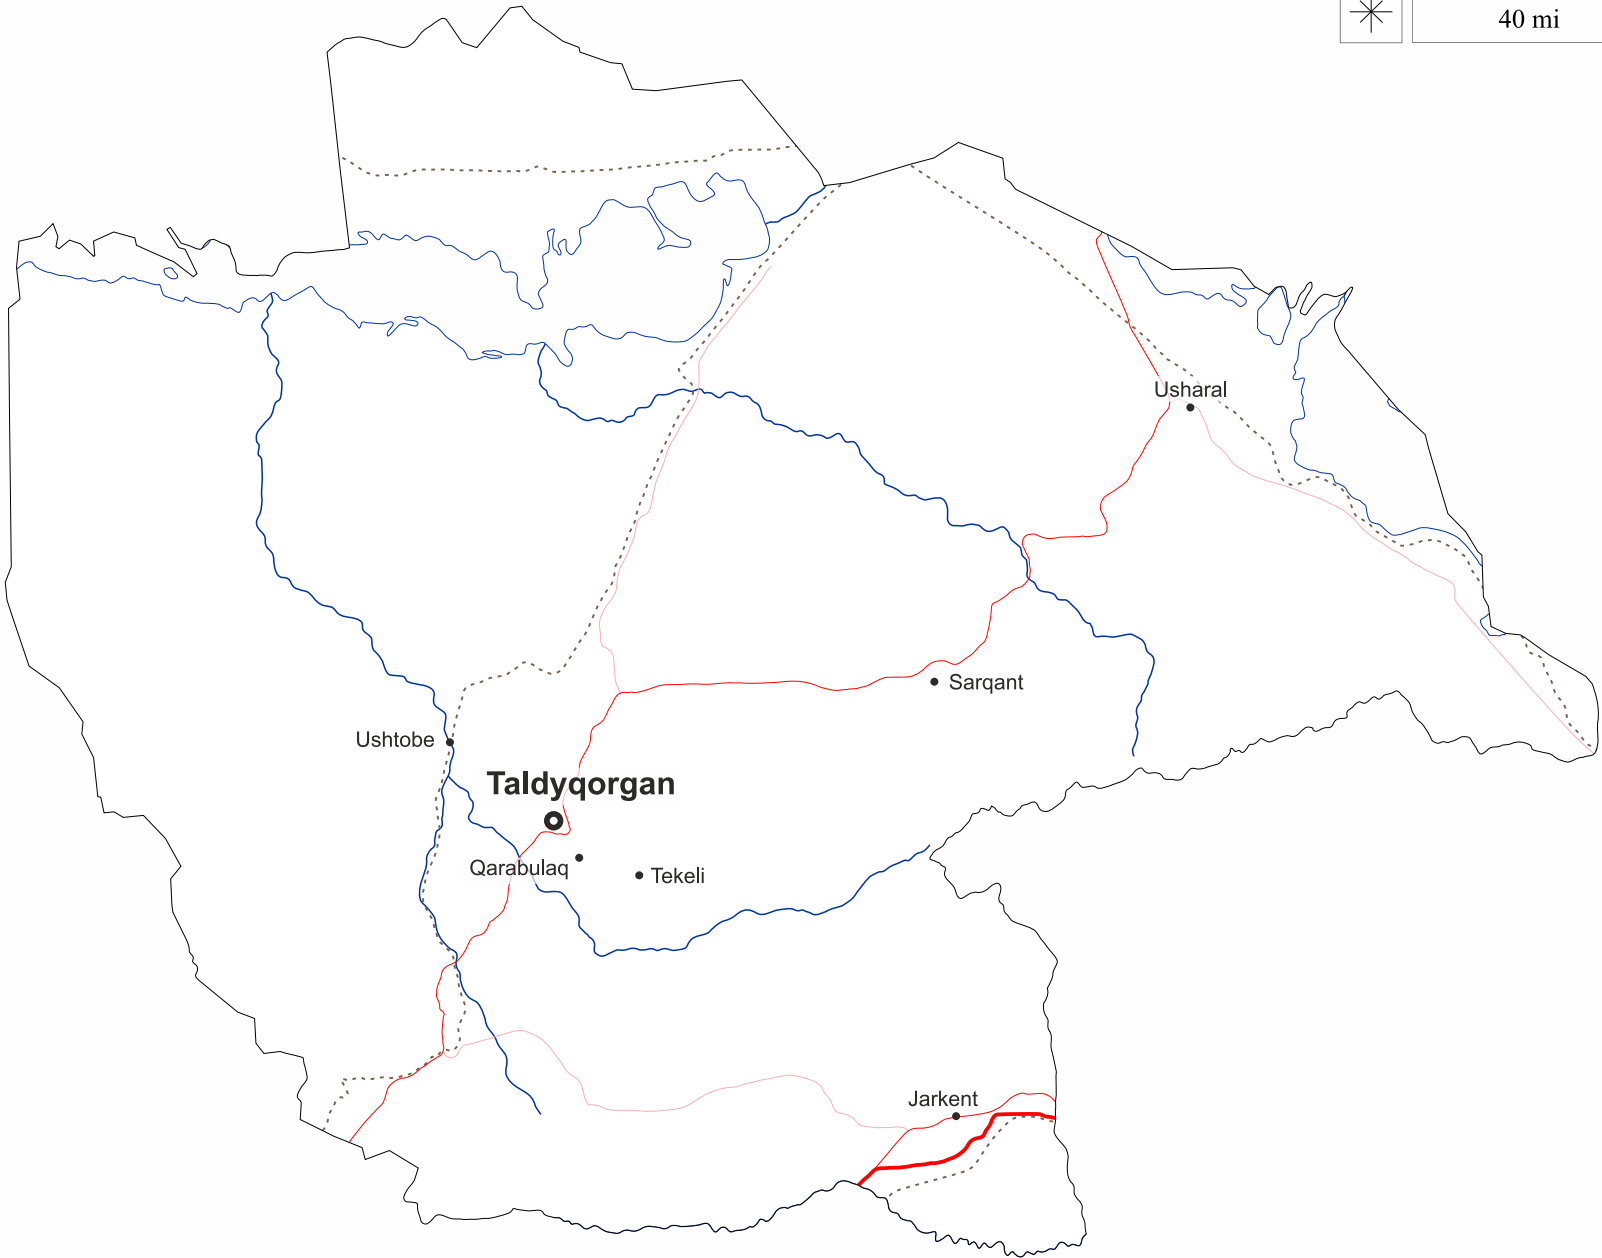 40 mi
Usharal
Sarqant
Ushtobe
Taldyqorgan
Qarabulaq
Tekeli
Jarkent